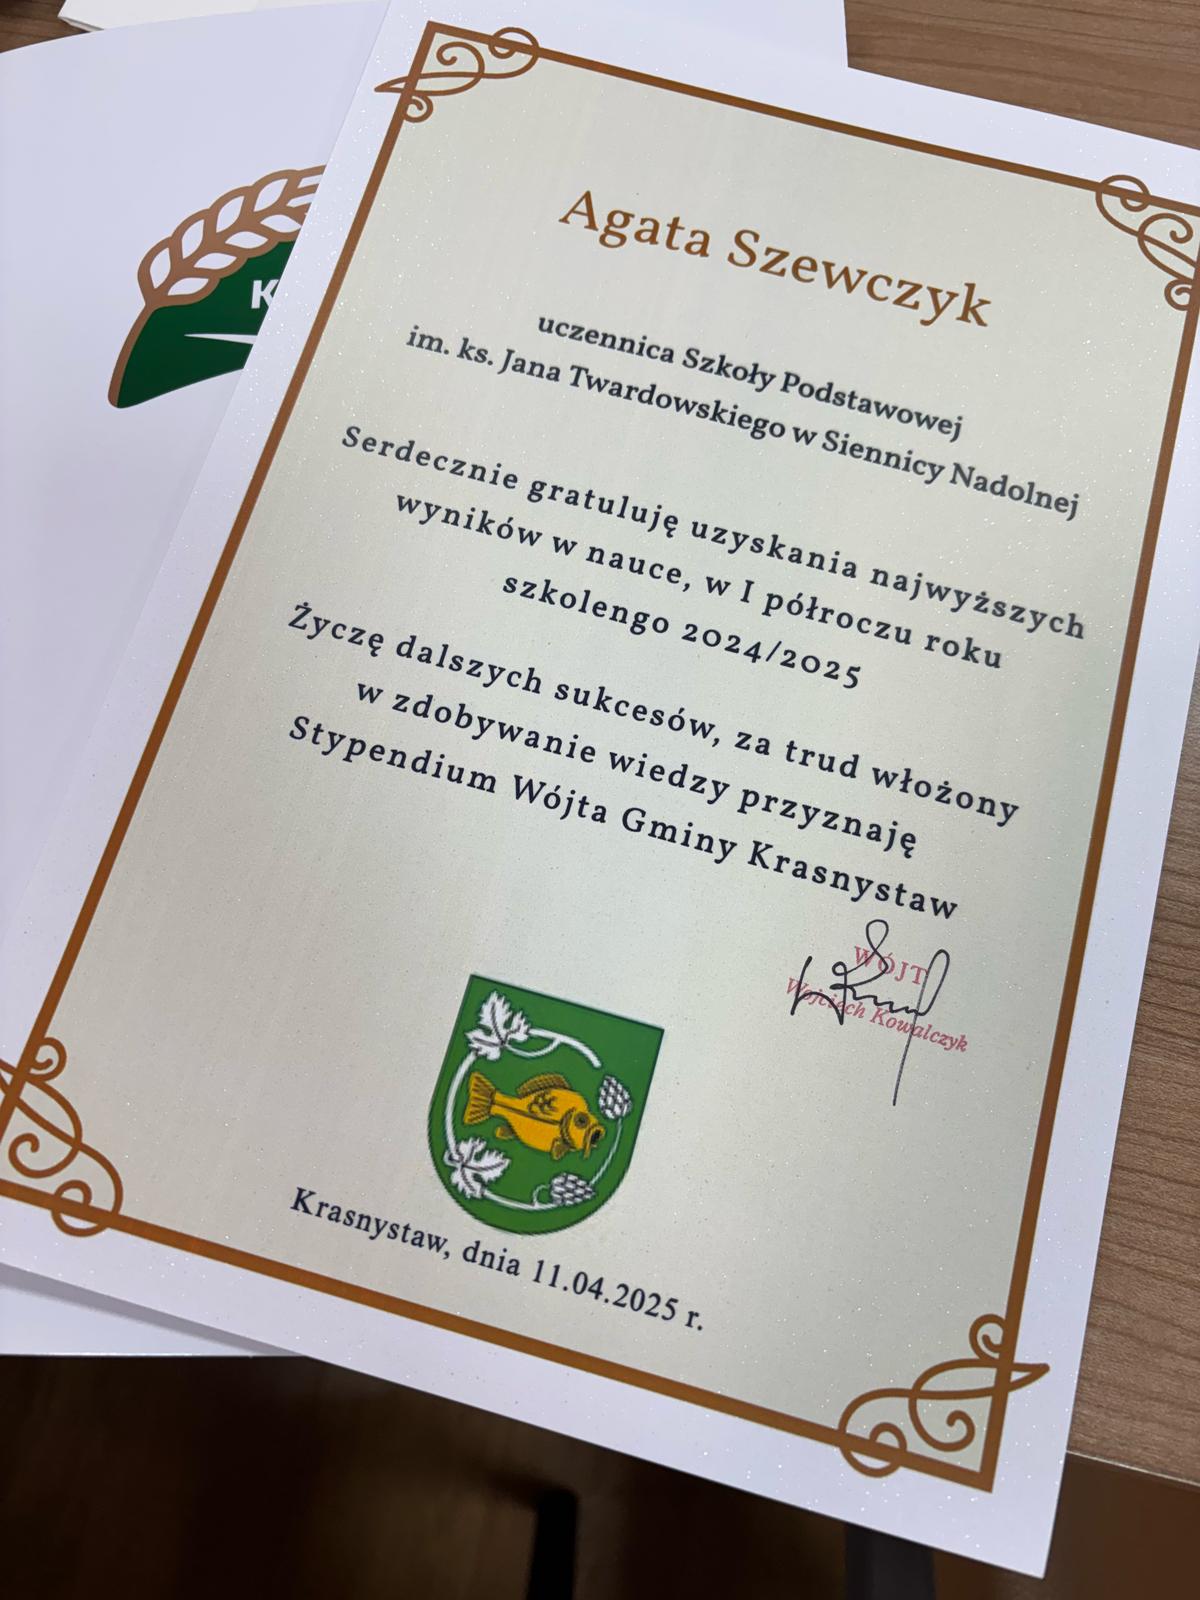 Agata Szewczyk
uczennica Szkoły Podstawowej
im. ks. Jana Twardowskiego w Siennicy Nadolnej
Serdecznie gratuluję uzyskania najwyższych
wyników w nauce, w I półroczu roku
szkolengo 2024/2025
Życzę dalszych sukcesów, za trud włożony
w zdobywanie wiedzy przyznaję
Stypendium Wójta Gminy Krasnystaw
WÓJT
Wojciech Kowalczyk
Krasnystaw, dnia 11.04.2025 r.
K